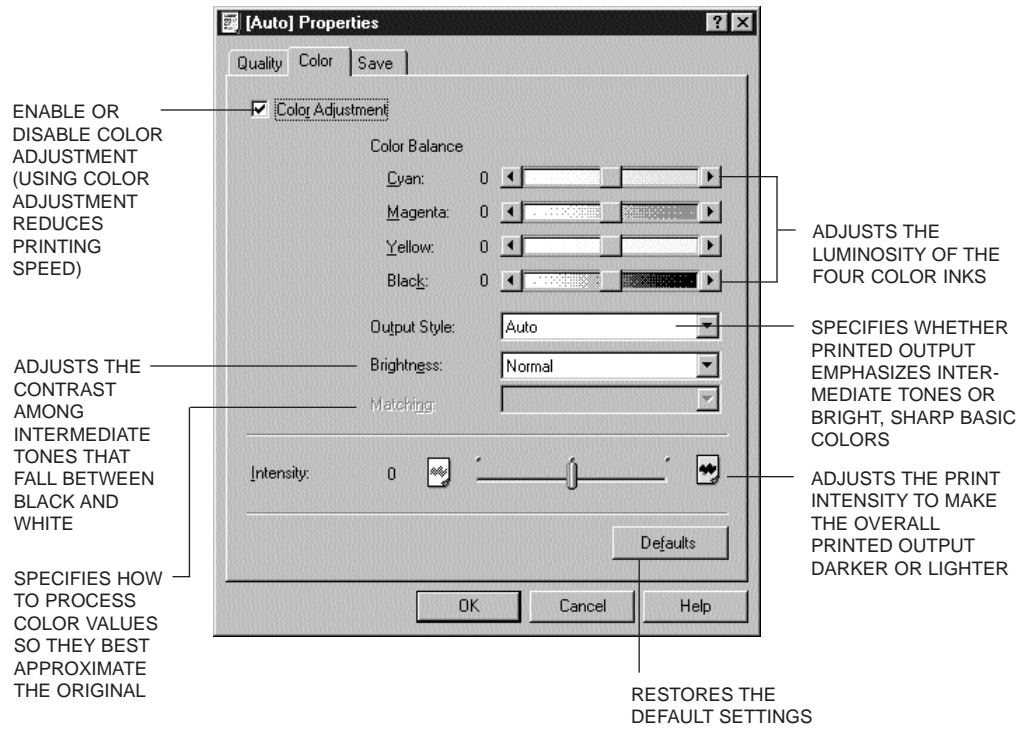 [Auto] Properties
Quality
Color
Save
Color Adjustment
Color Balance
Cyan: 0
Magenta: 0
Yellow: 0
Black: 0
Output Style: Auto
Brightness: Normal
Matching:
Intensity: 0
Defaults
OK
Cancel
Help
ENABLE OR
DISABLE COLOR
ADJUSTMENT
(USING COLOR
ADJUSTMENT
REDUCES
PRINTING
SPEED)
ADJUSTS THE
CONTRAST
AMONG
INTERMEDIATE
TONES THAT
FALL BETWEEN
BLACK AND
WHITE
SPECIFIES HOW
TO PROCESS
COLOR VALUES
SO THEY BEST
APPROXIMATE
THE ORIGINAL
ADJUSTS THE
LUMINOSITY OF THE
FOUR COLOR INKS
SPECIFIES WHETHER
PRINTED OUTPUT
EMPHASIZES INTER-
MEDIATE TONES OR
BRIGHT, SHARP BASIC
COLORS
ADJUSTS THE PRINT
INTENSITY TO MAKE
THE OVERALL
PRINTED OUTPUT
DARKER OR LIGHTER
RESTORES THE
DEFAULT SETTINGS